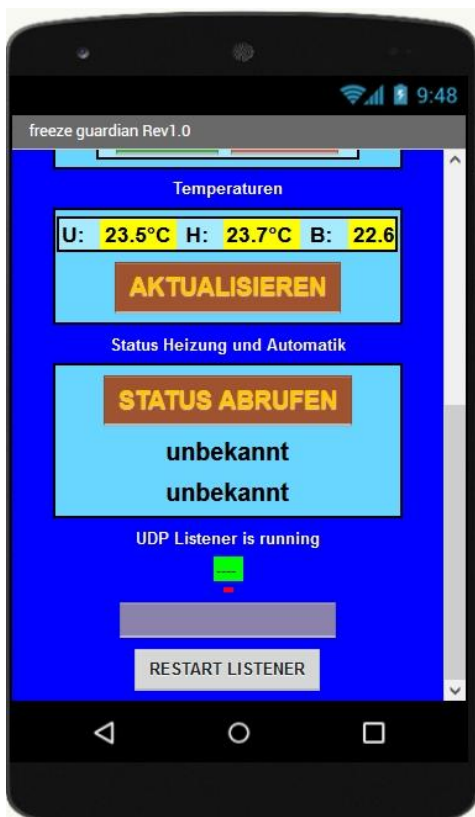 9:48
freeze guardian Rev1.0
Temperaturen
U: 23.5°C H: 23.7°C B: 22.6
AKTUALISIEREN
Status Heizung und Automatik
STATUS ABRUFEN
unbekannt
unbekannt
UDP Listener is running
----
RESTART LISTENER